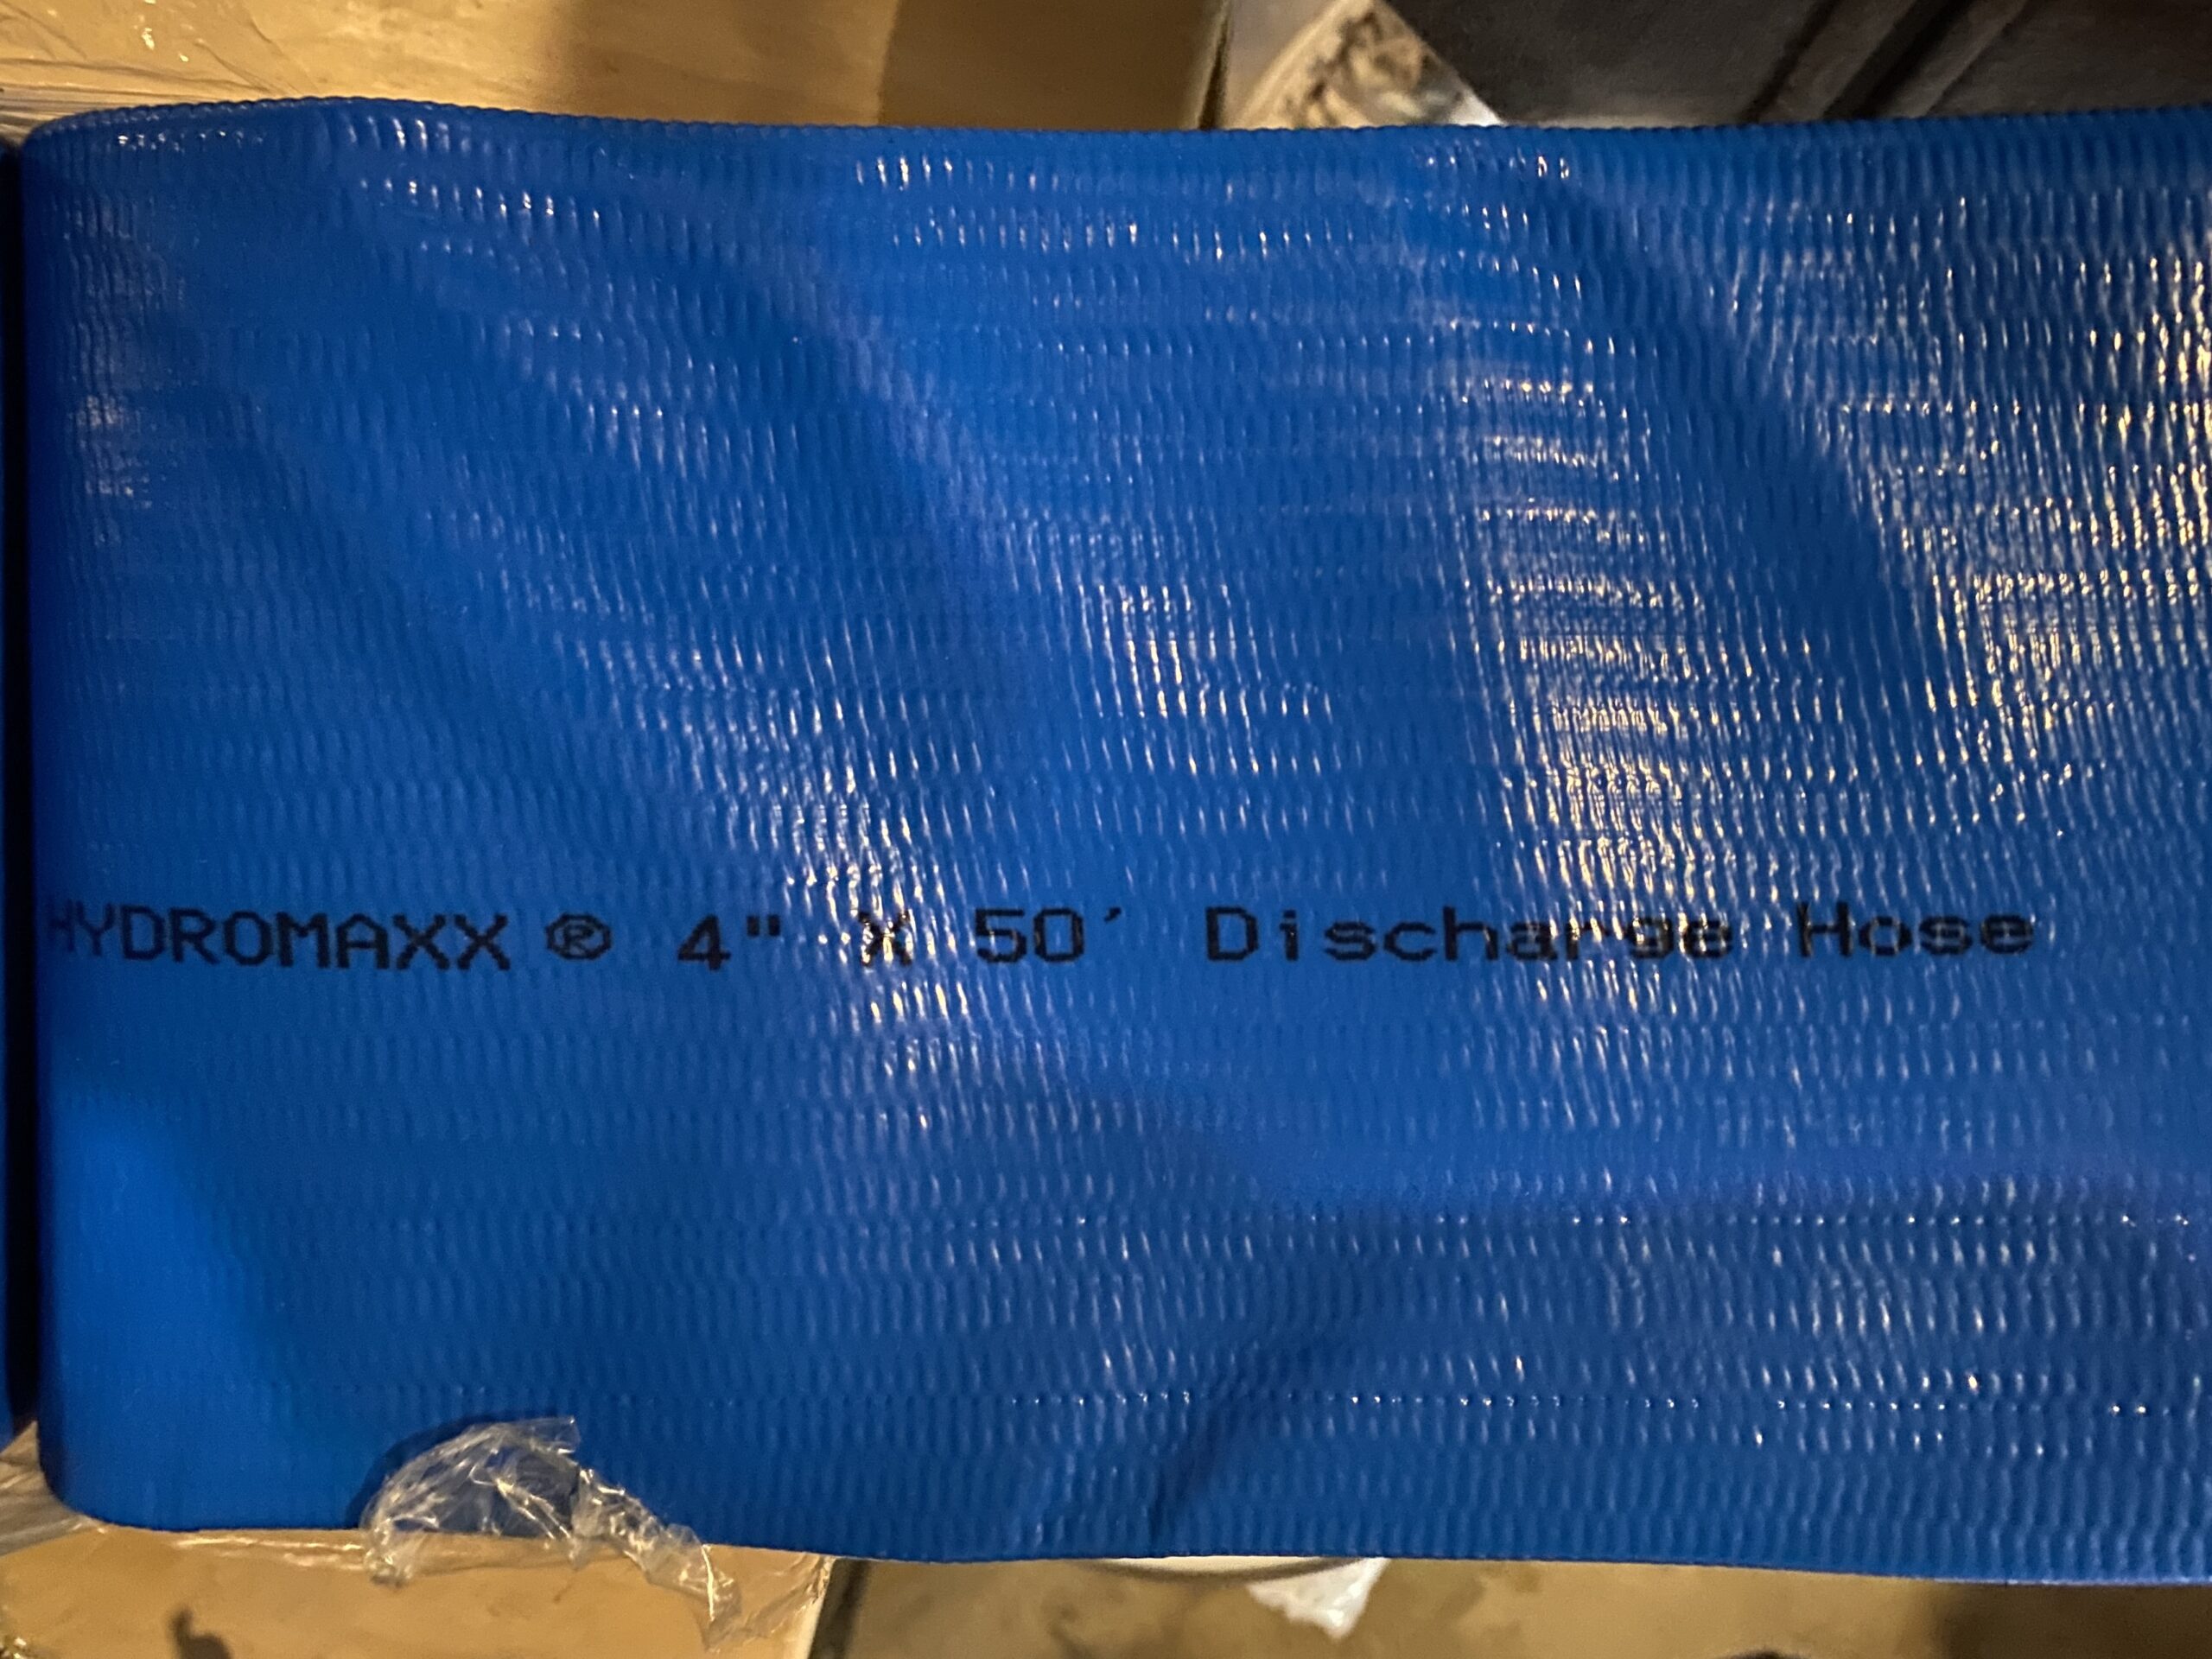 HYDROMAXX ® 4" X 50' Discharge Hose